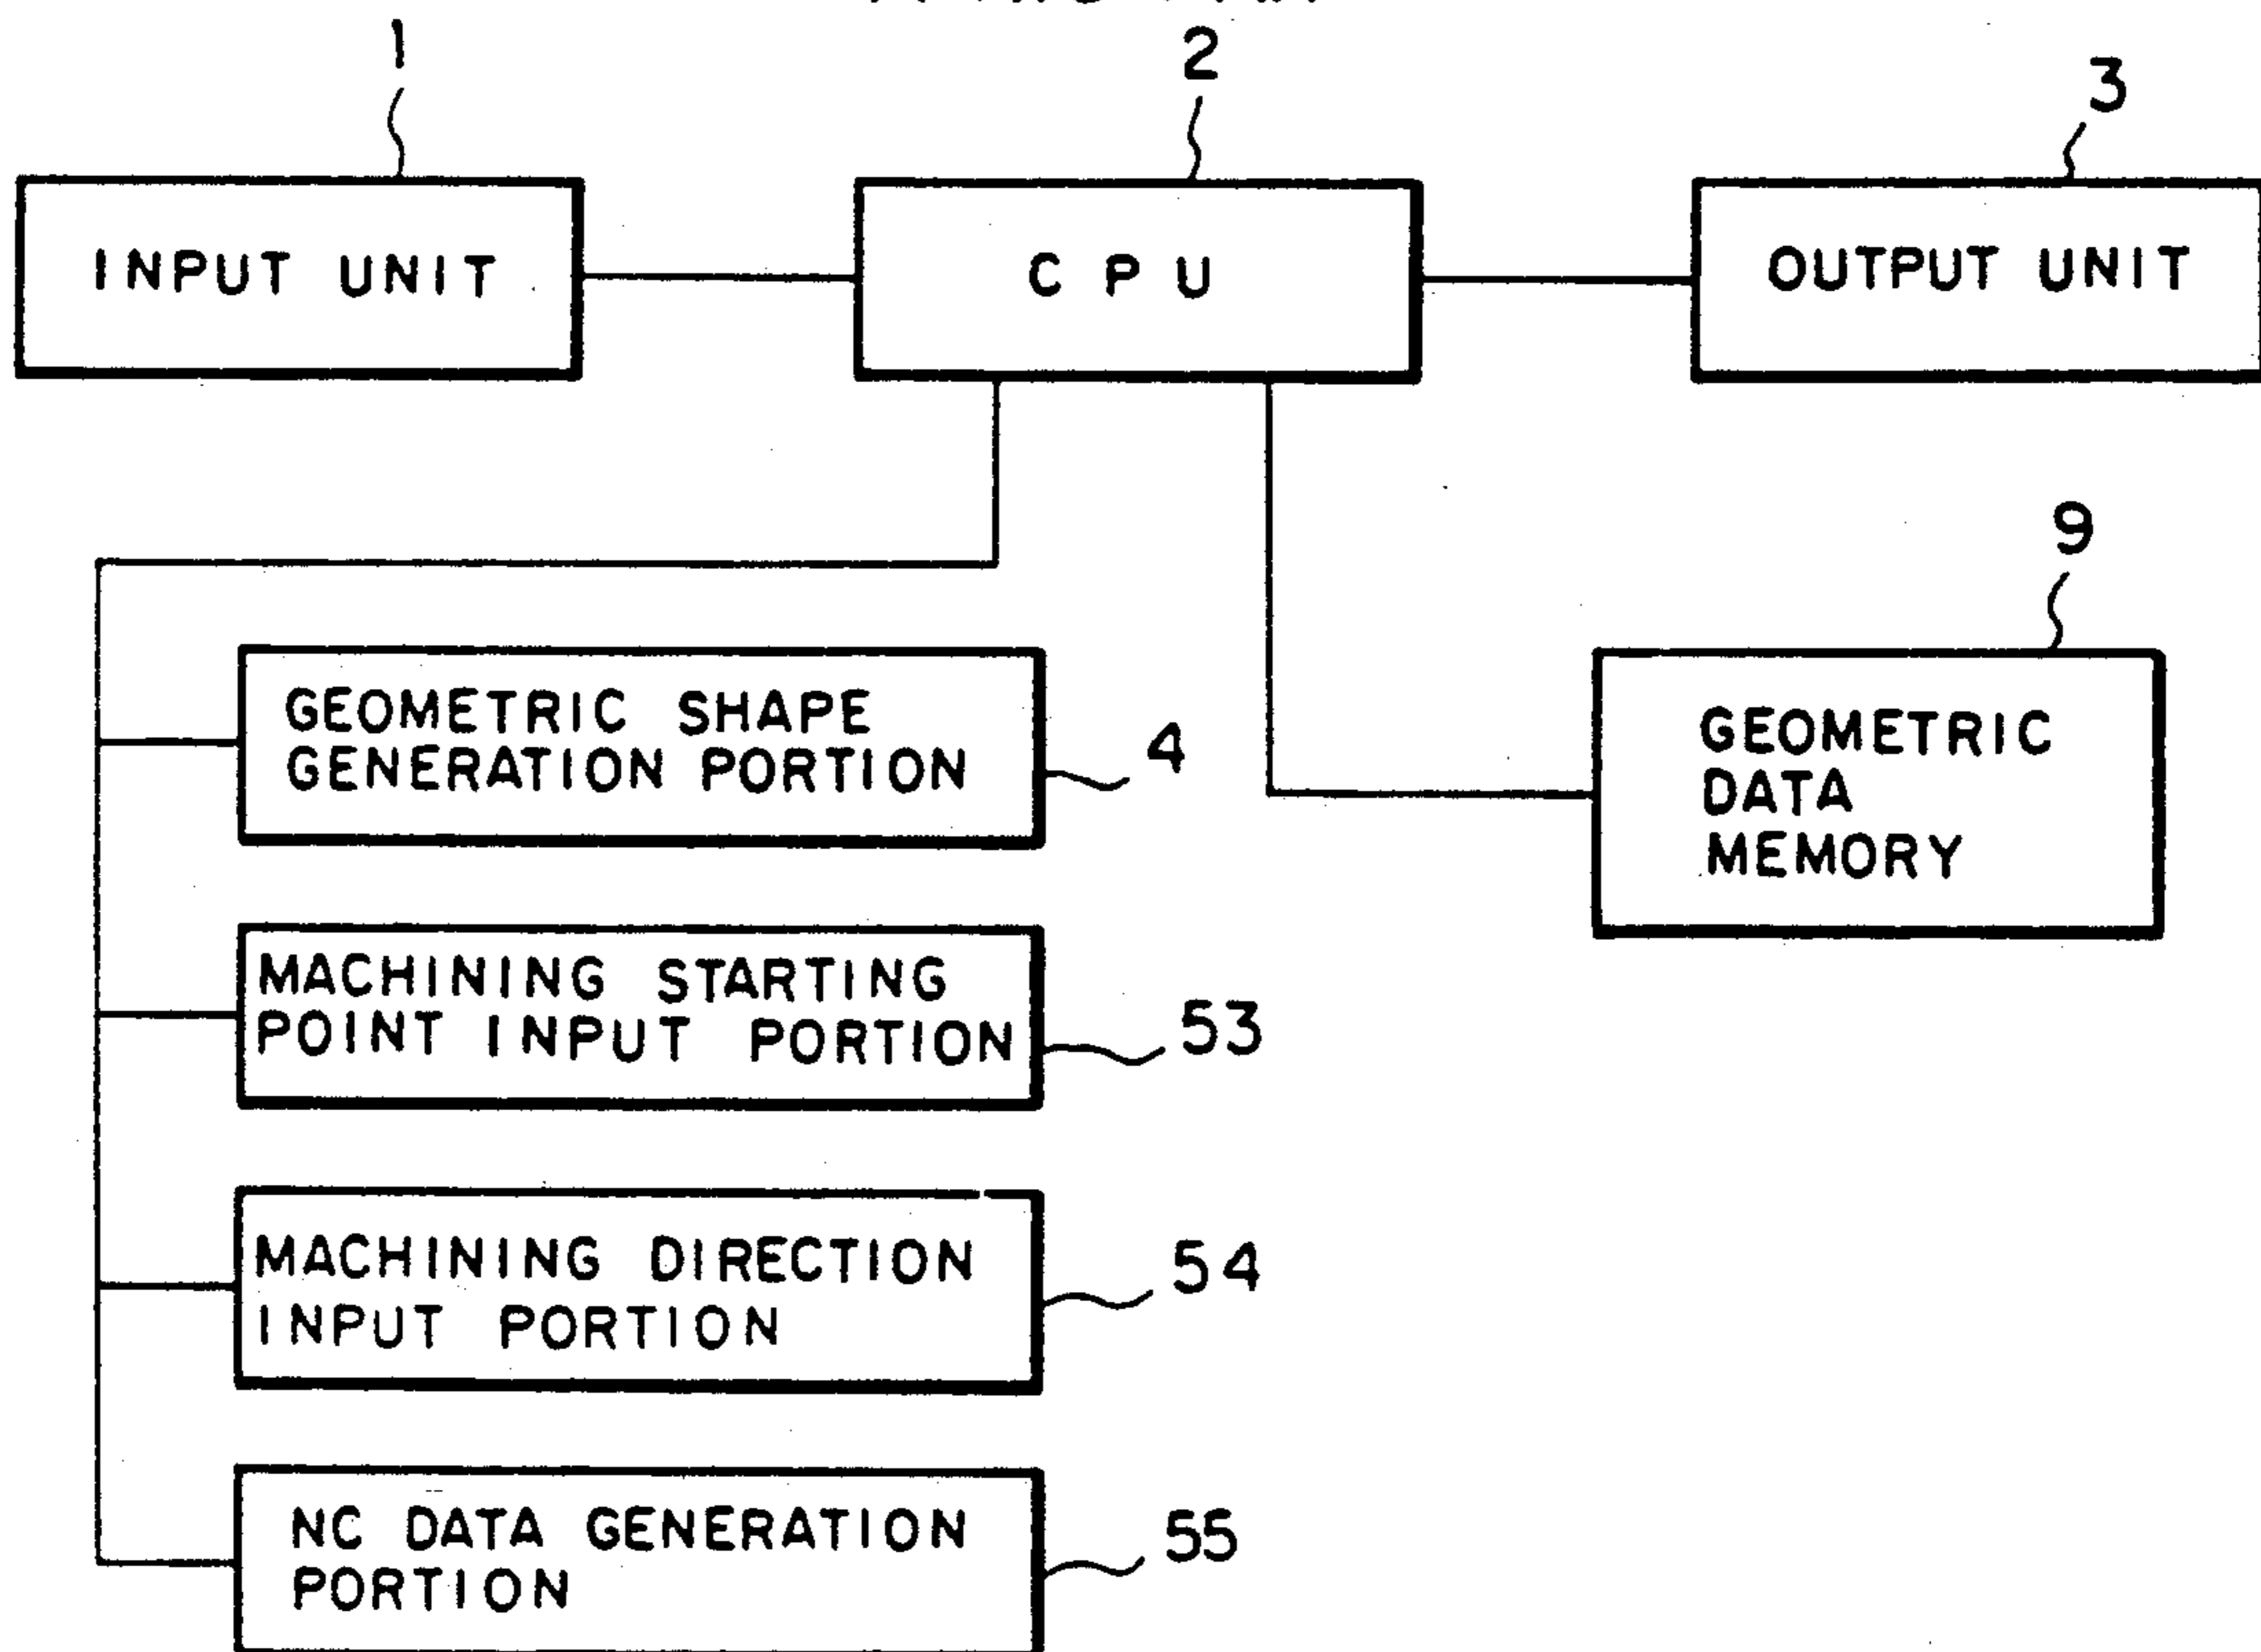 1
2
3
INPUT UNIT
CPU
OUTPUT UNIT
9
GEOMETRIC SHAPE
GENERATION PORTION
4
GEOMETRIC
DATA
MEMORY
MACHINING STARTING
POINT INPUT PORTION
53
MACHINING DIRECTION
INPUT PORTION
54
NC DATA GENERATION
PORTION
55